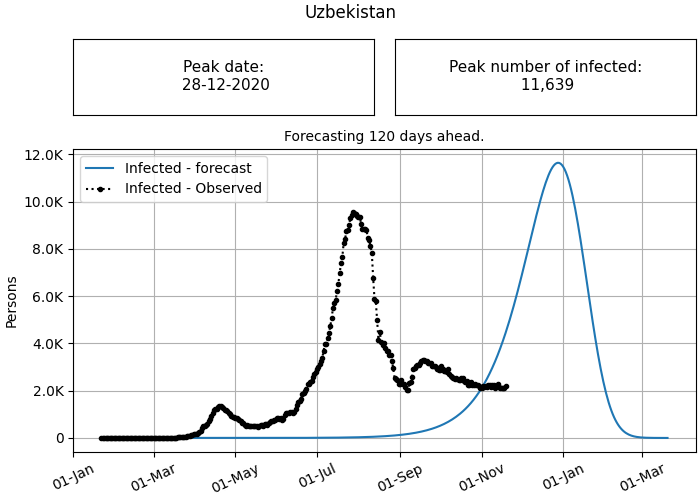 Uzbekistan
Peak date:
28-12-2020
Peak number of infected:
11,639
Forecasting 120 days ahead.
Infected - forecast
Infected - Observed
12.0K
10.0K
8.0K
6.0K
4.0K
2.0K
0
Persons
01-Jan
01-Mar
01-May
01-Jul
01-Sep
01-Nov
01-Jan
01-Mar